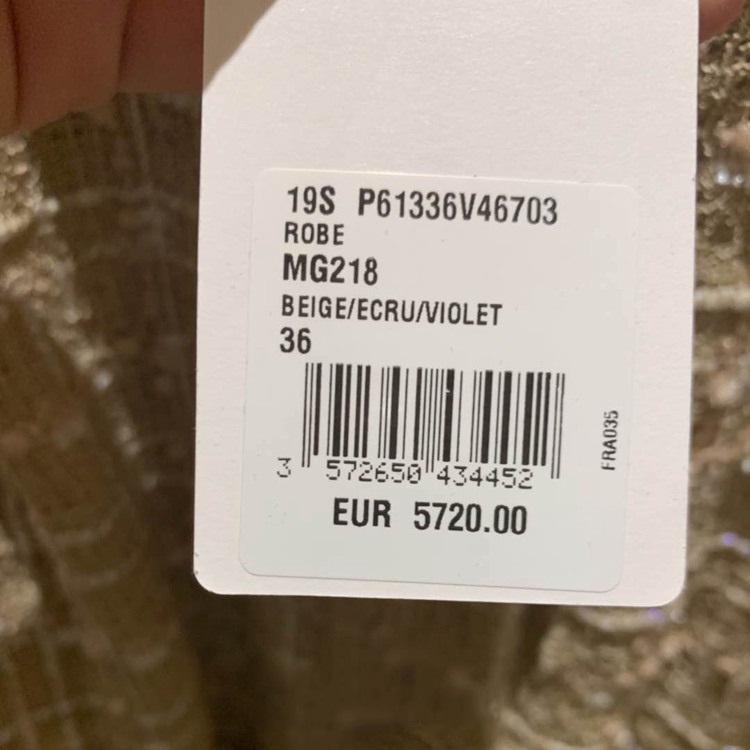 19S P61336V46703
ROBE
MG218
BEIGE/ECRU/VIOLET
36
FRA035
3 572650 434452
EUR 5720.00